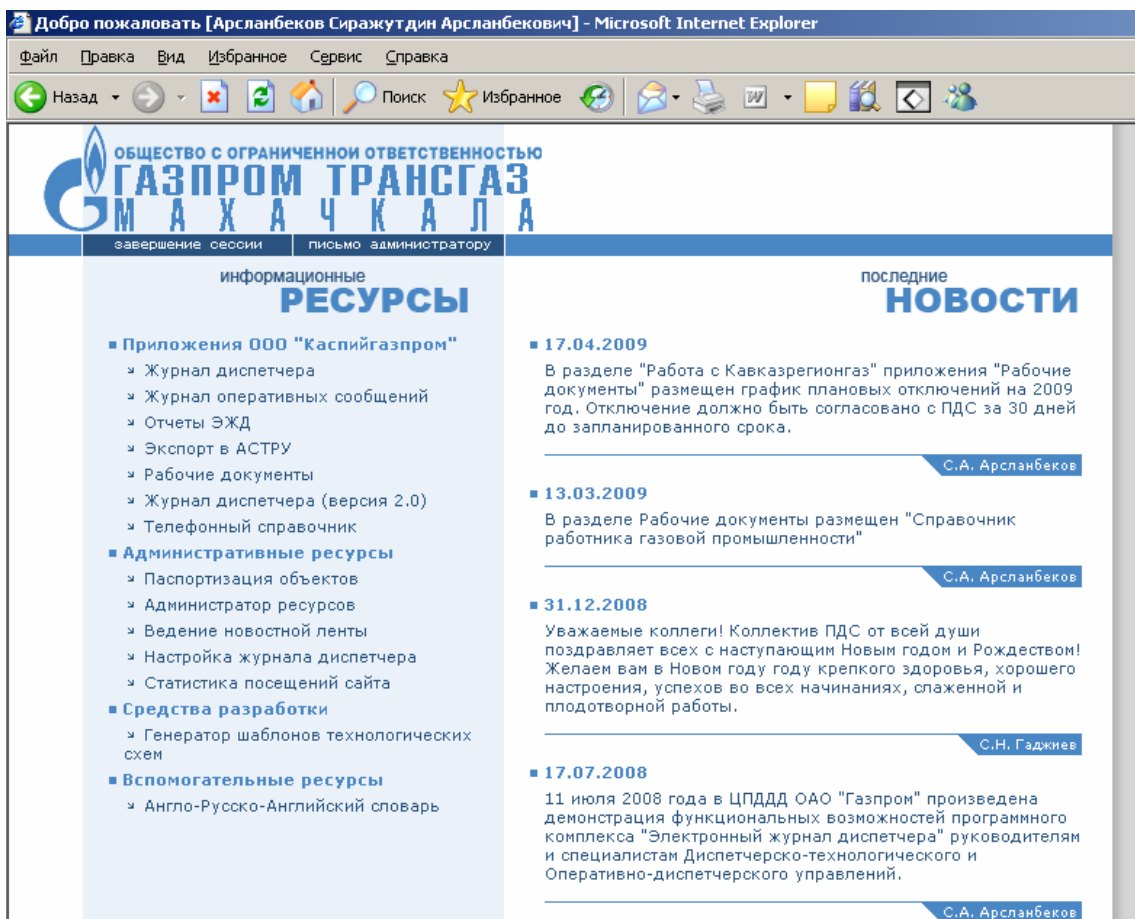 Добро пожаловать [Арсланбеков Сиражутдин Арсланбекович] - Microsoft Internet Explorer
Файл Правка Вид Избранное Сервис Справка
Назад Поиск Избранное
ОБЩЕСТВО С ОГРАНИЧЕННОЙ ОТВЕТСТВЕННОСТЬЮ
ГАЗПРОМ ТРАНСГАЗ
МАХАЧКАЛА
завершение сессии письмо администратору
информационные
РЕСУРСЫ
Приложения ООО "Каспийгазпром"
Журнал диспетчера
Журнал оперативных сообщений
Отчеты ЭЖД
Экспорт в АСТРУ
Рабочие документы
Журнал диспетчера (версия 2.0)
Телефонный справочник
Административные ресурсы
Паспортизация объектов
Администратор ресурсов
Ведение новостной ленты
Настройка журнала диспетчера
Статистика посещений сайта
Средства разработки
Генератор шаблонов технологических
схем
Вспомогательные ресурсы
Англо-Русско-Английский словарь
последние
НОВОСТИ
17.04.2009
В разделе "Работа с Кавказрегионгаз" приложения "Рабочие
документы" размещен график плановых отключений на 2009
год. Отключение должно быть согласовано с ПДС за 30 дней
до запланированного срока.
С.А. Арсланбеков
13.03.2009
В разделе Рабочие документы размещен "Справочник
работника газовой промышленности"
С.А. Арсланбеков
31.12.2008
Уважаемые коллеги! Коллектив ПДС от всей души
поздравляет всех с наступающим Новым годом и Рождеством!
Желаем вам в Новом году году крепкого здоровья, хорошего
настроения, успехов во всех начинаниях, слаженной и
плодотворной работы.
С.Н. Гаджиев
17.07.2008
11 июля 2008 года в ЦПДДД ОАО "Газпром" произведена
демонстрация функциональных возможностей программного
комплекса "Электронный журнал диспетчера" руководителям
и специалистам Диспетчерско-технологического и
Оперативно-диспетчерского управлений.
С.А. Арсланбеков